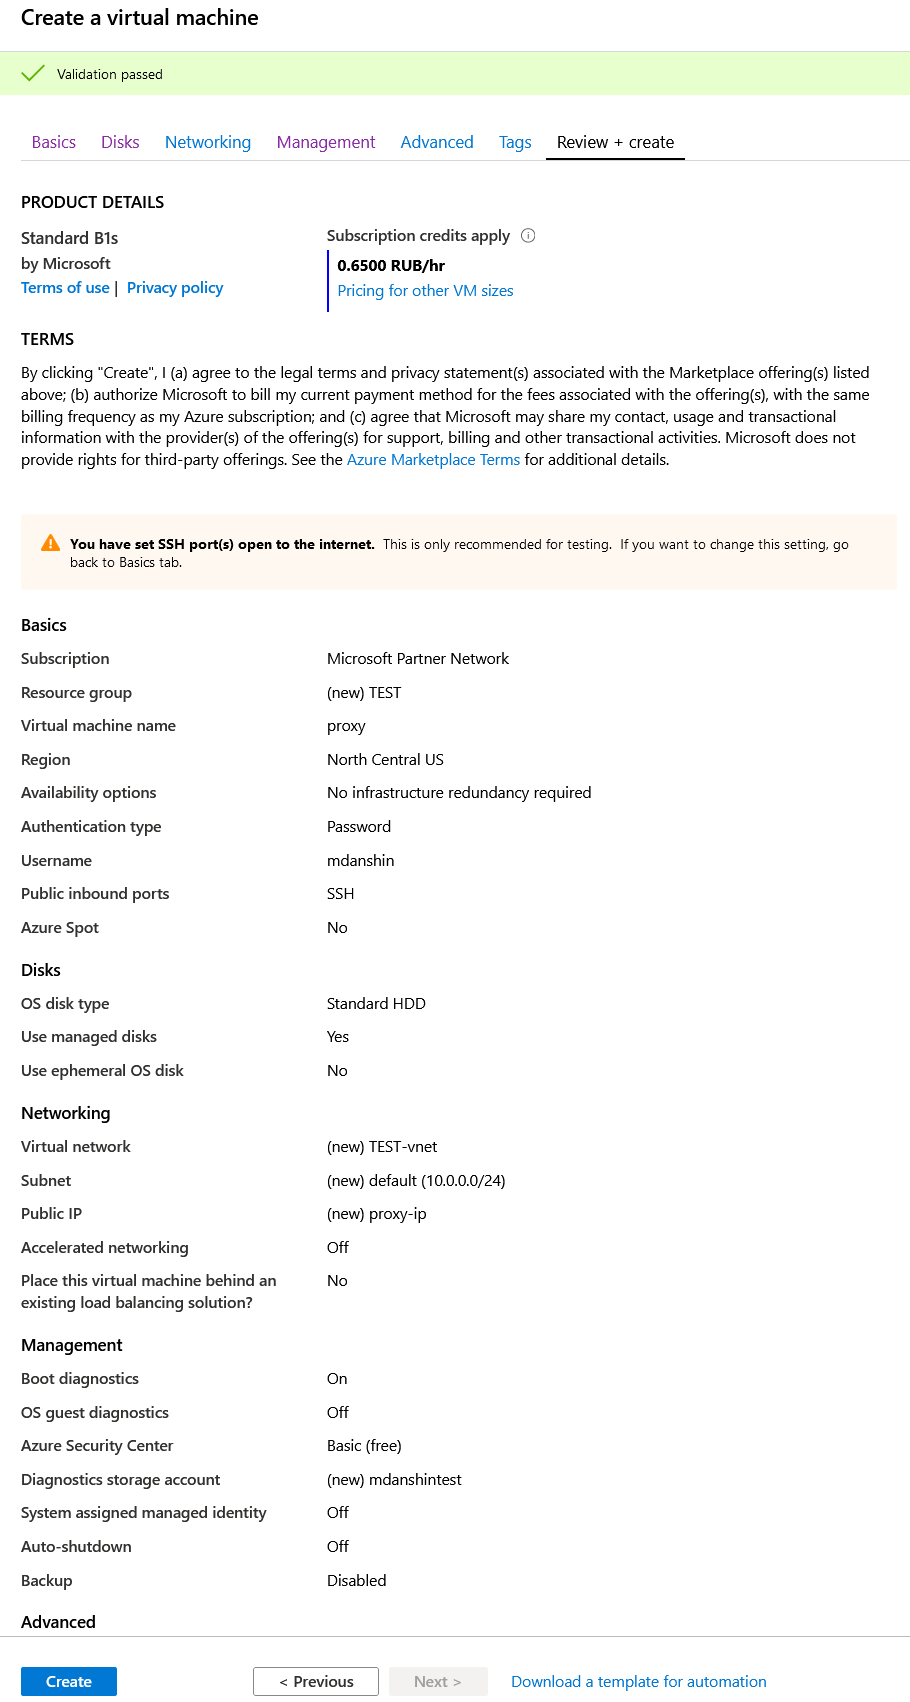 Create a virtual machine
Validation passed
Basics Disks Networking Management Advanced Tags Review + create
PRODUCT DETAILS
Standard B1s
by Microsoft
Terms of use | Privacy policy
Subscription credits apply
0.6500 RUB/hr
Pricing for other VM sizes
TERMS
By clicking "Create", I (a) agree to the legal terms and privacy statement(s) associated with the Marketplace offering(s) listed
above; (b) authorize Microsoft to bill my current payment method for the fees associated with the offering(s), with the same
billing frequency as my Azure subscription; and (c) agree that Microsoft may share my contact, usage and transactional
information with the provider(s) of the offering(s) for support, billing and other transactional activities. Microsoft does not
provide rights for third-party offerings. See the Azure Marketplace Terms for additional details.
You have set SSH port(s) open to the internet. This is only recommended for testing. If you want to change this setting, go
back to Basics tab.
Basics
Subscription Microsoft Partner Network
Resource group (new) TEST
Virtual machine name proxy
Region North Central US
Availability options No infrastructure redundancy required
Authentication type Password
Username mdanshin
Public inbound ports SSH
Azure Spot No
Disks
OS disk type Standard HDD
Use managed disks Yes
Use ephemeral OS disk No
Networking
Virtual network (new) TEST-vnet
Subnet (new) default (10.0.0.0/24)
Public IP (new) proxy-ip
Accelerated networking Off
Place this virtual machine behind an No
existing load balancing solution?
Management
Boot diagnostics On
OS guest diagnostics Off
Azure Security Center Basic (free)
Diagnostics storage account (new) mdanshintest
System assigned managed identity Off
Auto-shutdown Off
Backup Disabled
Advanced
Create < Previous Next > Download a template for automation